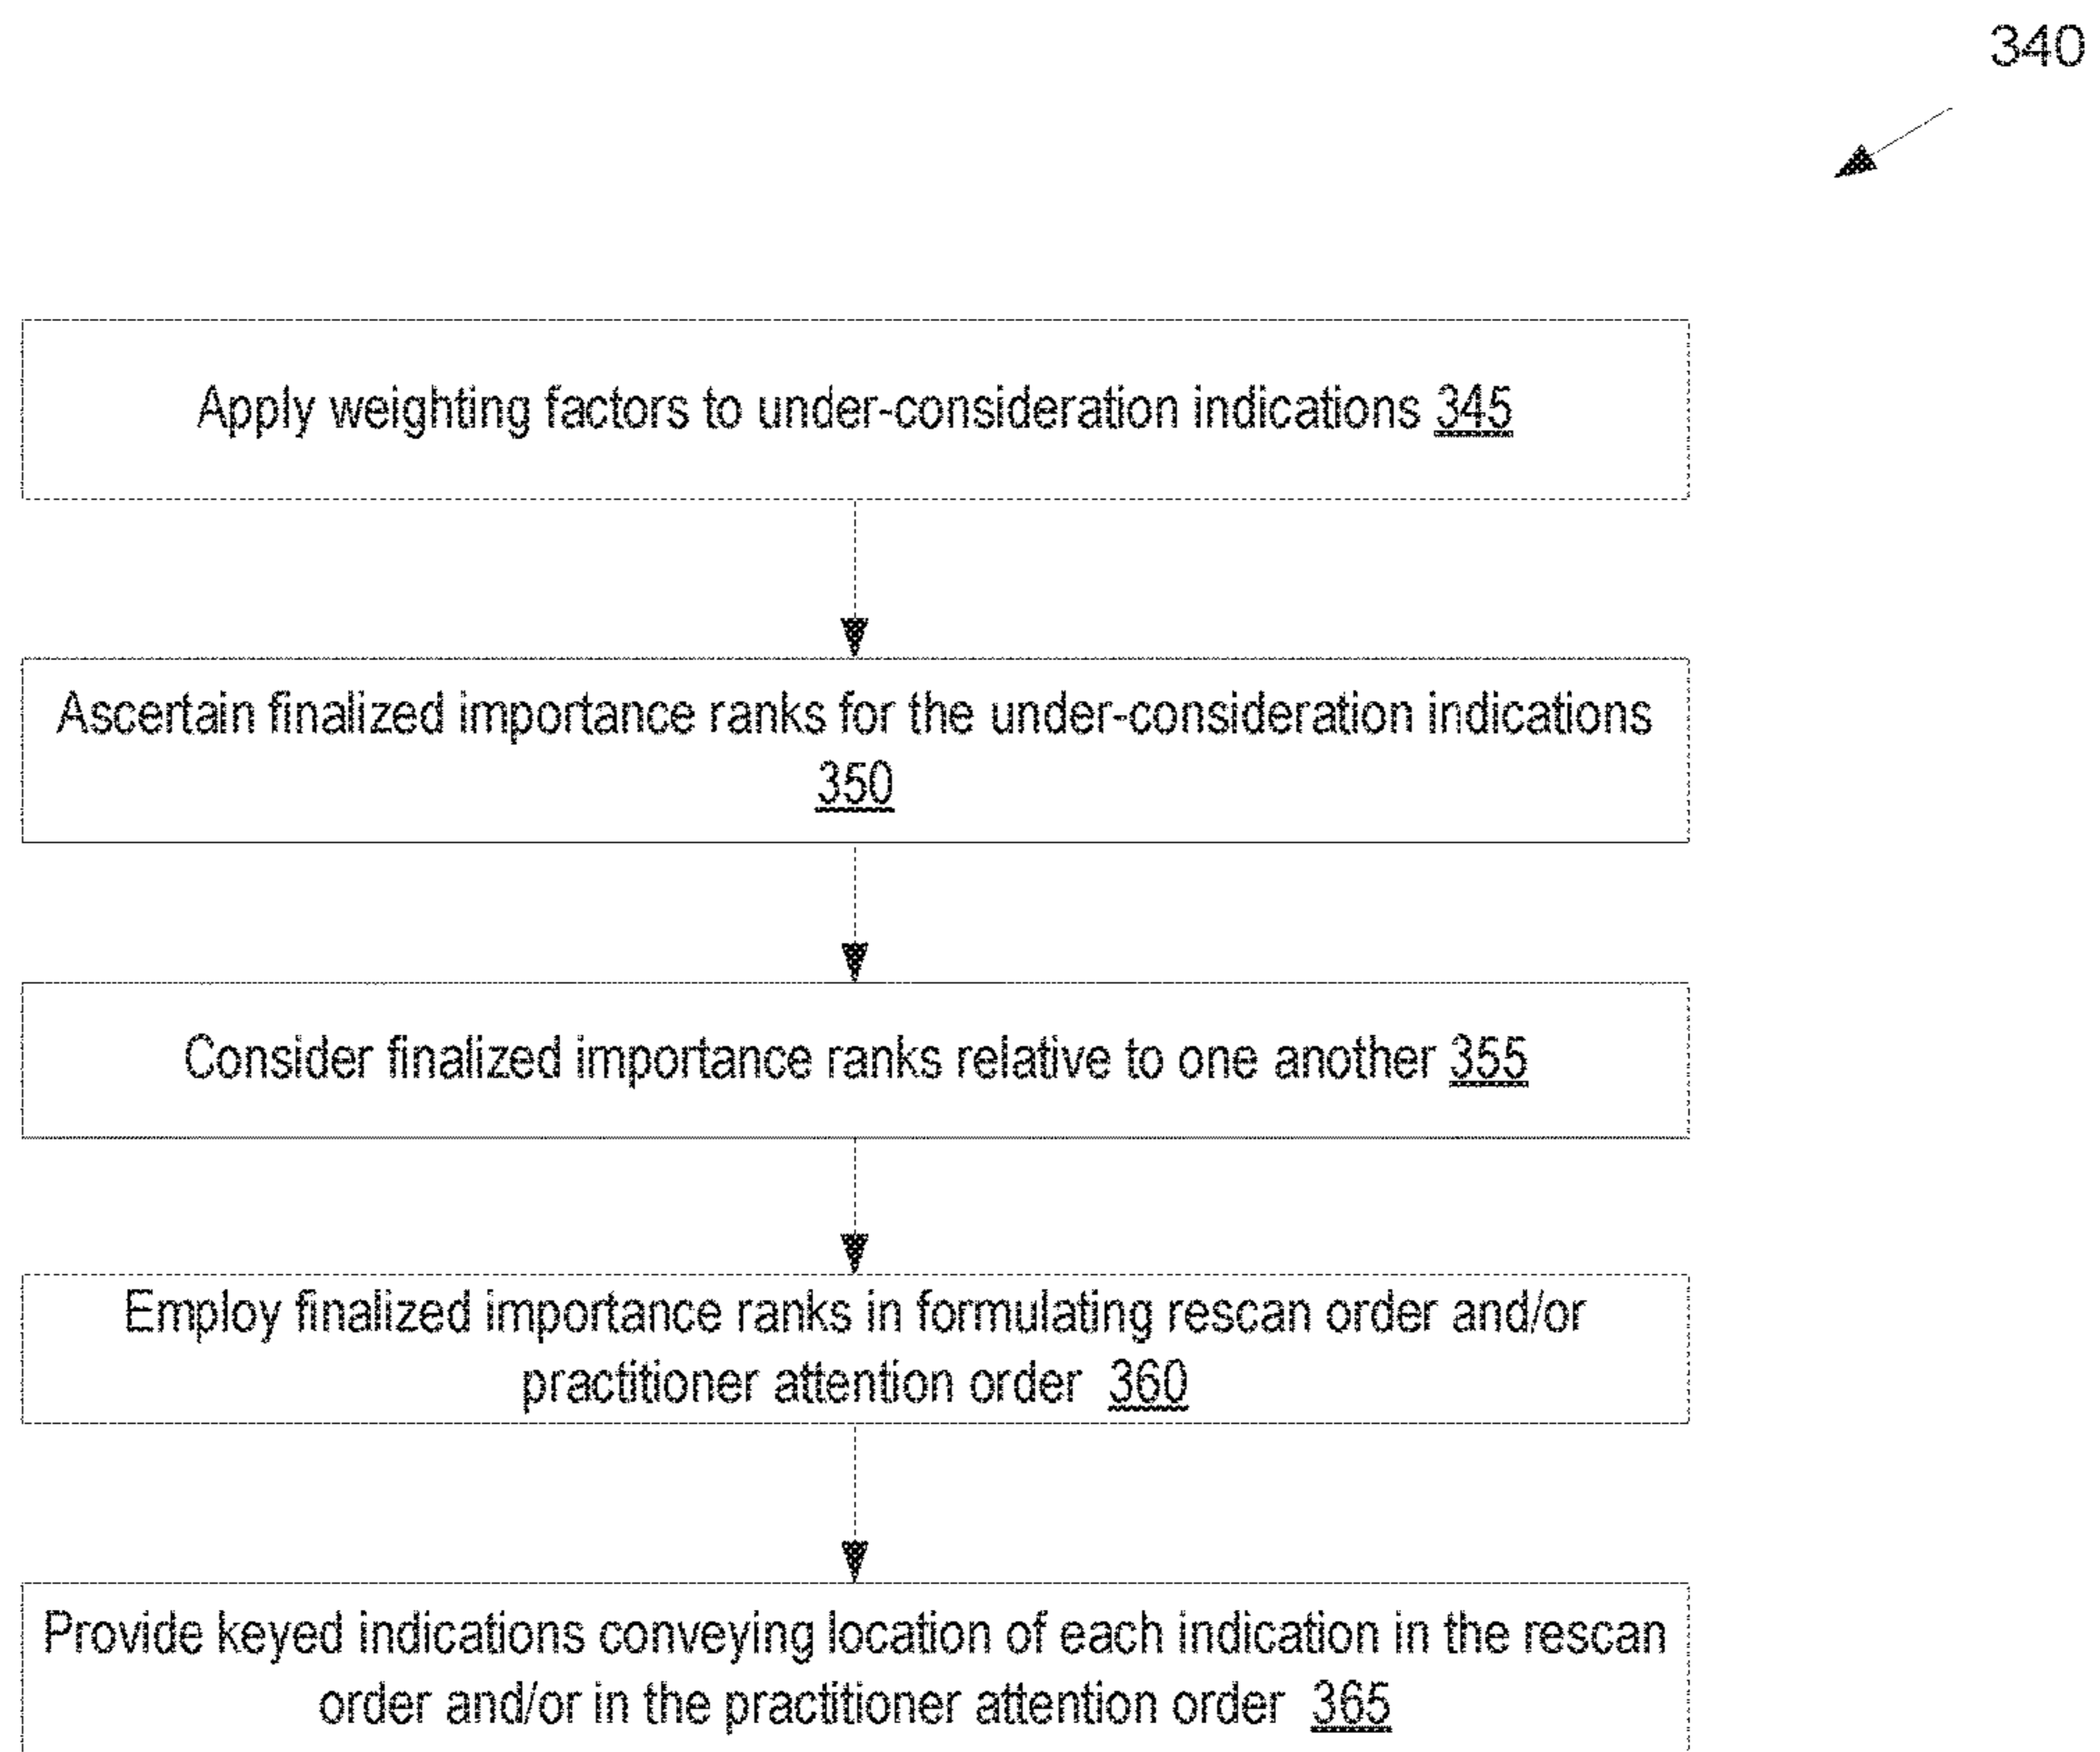 340
Apply weighting factors to under-consideration indications 345
Ascertain finalized importance ranks for the under-consideration indications
350
Consider finalized importance ranks relative to one another 355
Employ finalized importance ranks in formulating rescan order and/or
practitioner attention order 360
Provide keyed indications conveying location of each indication in the rescan
order and/or in the practitioner attention order 365